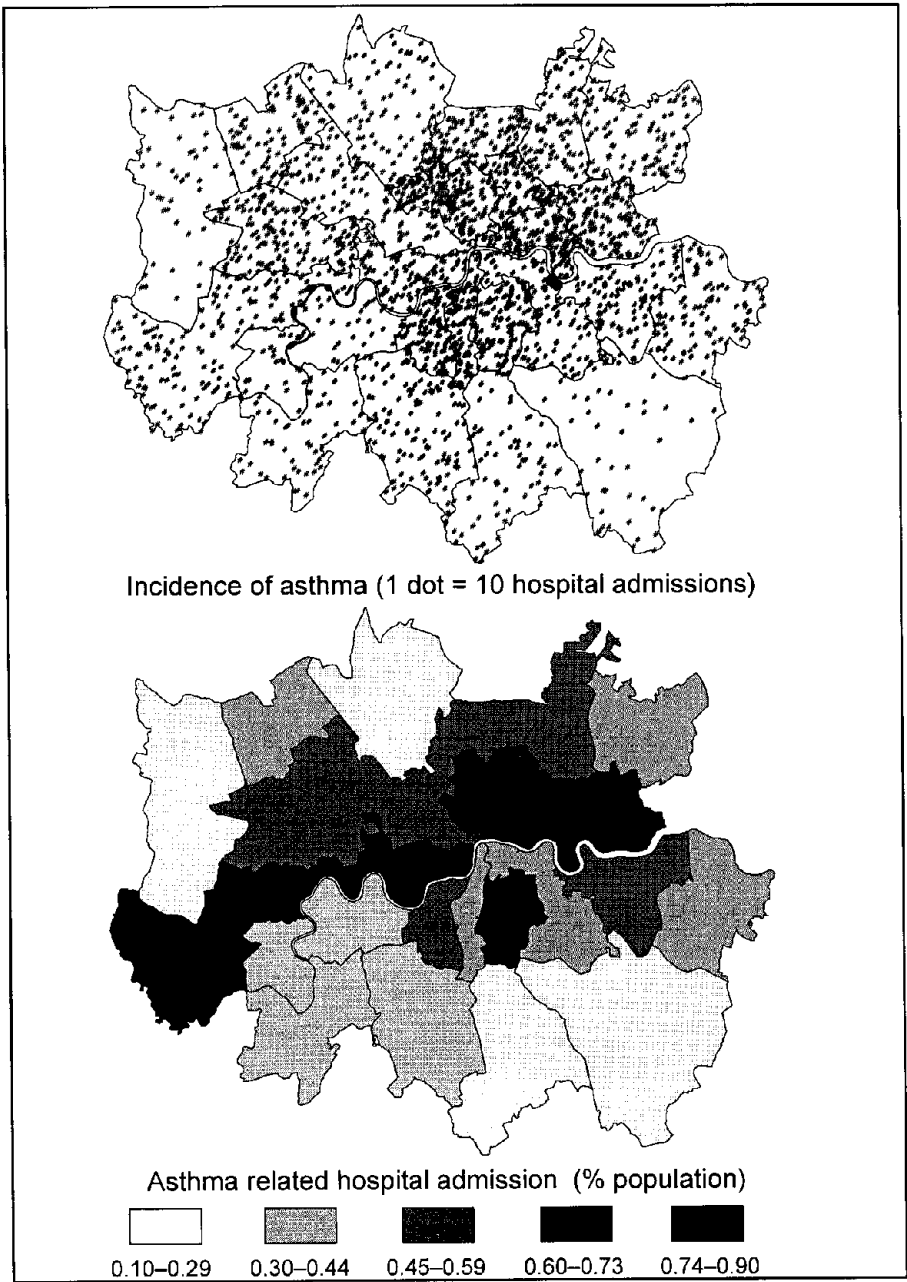 Incidence of asthma (1 dot = 10 hospital admissions)
Asthma related hospital admission (% population)
0.10–0.29 0.30–0.44 0.45–0.59 0.60–0.73 0.74–0.90